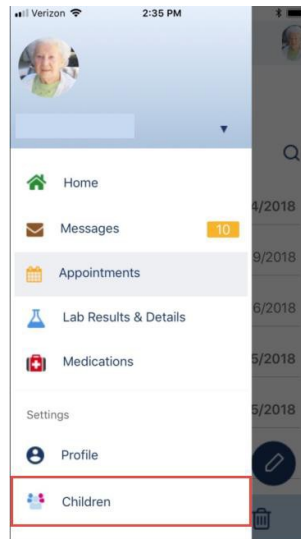 Verizon 2:35 PM
Home
Messages 10
4/2018
Appointments
9/2018
Lab Results & Details
6/2018
Medications
5/2018
Settings
5/2018
Profile
Children